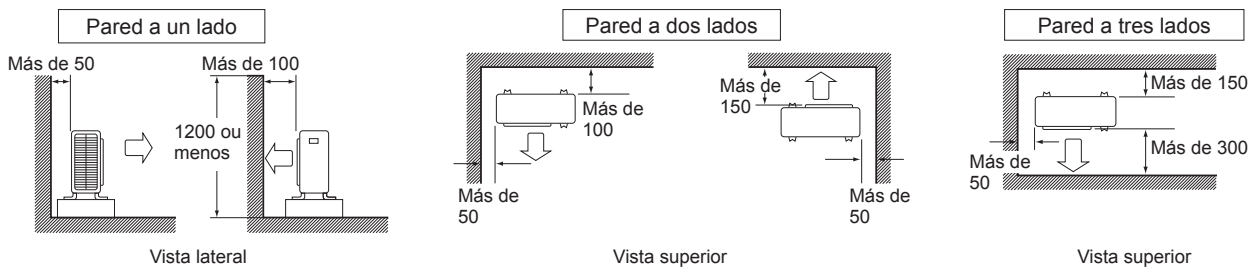 Pared a un lado
Más de 50
Más de 100
1200 ou
menos
Vista lateral
Pared a dos lados
Más de
100
Más de
50
Más de
150
Más de
50
Vista superior
Pared a tres lados
Más de 150
Más de 300
Más de
50
Vista superior